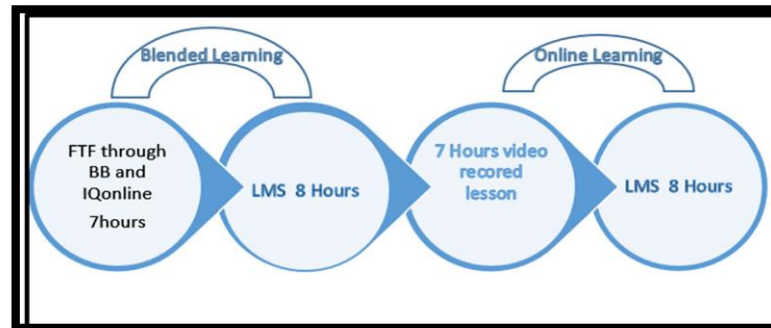 Blended Learning
Online Learning
FTF through
BB and
IQonline
7hours
LMS 8 Hours
7 Hours video
recored
lesson
LMS 8 Hours